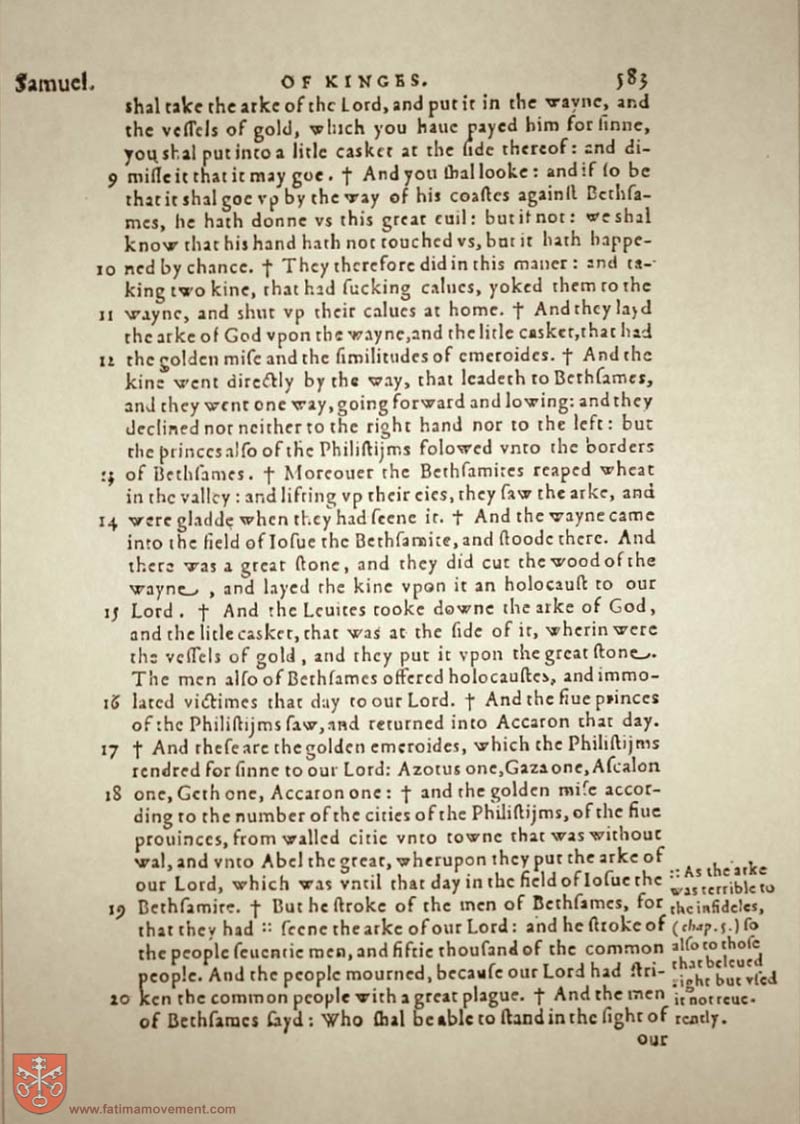 Samuel. OF KINGES. 583
shal take the arke of the Lord, and put it in the wayne, and
the veſſels of gold, which you haue payed him for ſinne,
you shal put into a litle casket at the ſide thereof: and di-
9 miſſe it that it may goe. † And you ſhal looke: and if ſo be
that it shal goe vp by the way of his coaſtes againſt Bethſa-
mes, he hath donne vs this great euil: but if not: we shal
know that his hand hath not touched vs, but it hath happe-
10 ned by chance. † They therefore did in this maner: and ta-
king two kine, that had ſucking calues, yoked them to the
11 wayne, and shut vp their calues at home. † And they layd
the arke of God vpon the wayne, and the litle casket, that had
12 the golden miſe and the ſimilitudes of emeroides. † And the
kine went directly by the way, that leadeth to Bethſames,
and they went one way, going forward and lowing: and they
declined not neither to the right hand nor to the left: but
the princes alſo of the Philiſtijms folowed vnto the borders
13 of Bethſames. † Moreouer the Bethſamites reaped wheat
in the valley: and lifting vp their eies, they ſaw the arke, and
14 were gladde when they had ſeene it. † And the wayne came
into the field of Ioſue the Bethſamite, and ſtoode there. And
there was a great ſtone, and they did cut the wood of the
wayne, and layed the kine vpon it an holocauſt to our
15 Lord. † And the Leuites tooke downe the arke of God,
and the litle casket, that was at the ſide of it, wherin were
the veſſels of gold, and they put it vpon the great ſtone.
The men alſo of Bethſames offered holocauſtes, and immo-
16 lated victimes that day to our Lord. † And the fiue princes
of the Philiſtijms ſaw, and returned into Accaron that day.
17 † And theſe are the golden emeroides, which the Philiſtijms
rendred for ſinne to our Lord: Azotus one, Gaza one, Aſcalon
18 one, Geth one, Accaron one: † and the golden miſe accor-
ding to the number of the cities of the Philiſtijms, of the fiue
prouinces, from walled citie vnto towne that was without
wal, and vnto Abel the great, wherupon they put the arke of
our Lord, which was vntil that day in the field of Ioſue the
19 Bethſamite. † But he ſtroke of the men of Bethſames, for
that they had :: ſeene the arke of our Lord: and he ſtroke of
the people ſeuentie men, and fiftie thouſand of the common
people. And the people mourned, becauſe our Lord had ſtri-
20 ken the common people with a great plague. † And the men
of Bethſames ſayd: Who ſhal be able to ſtand in the ſight of
our
:: As the arke
was terrible to
the infideles,
(chap. 5.) ſo
alſo to thoſe
that beleued
right but vſed
it not reue-
rently.
www.fatimamovement.com